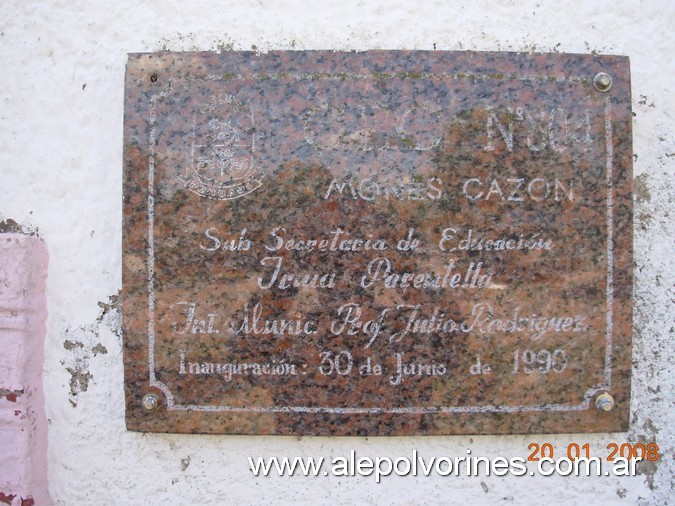 Nº 804
MONES CAZON
Sub Secretaria de Educación
Irma Parentella
Int. Munic. Prof. Julio Rodriguez
Inauguración: 30 de Junio de 1990
20 01 2008
www.alepolvorines.com.ar